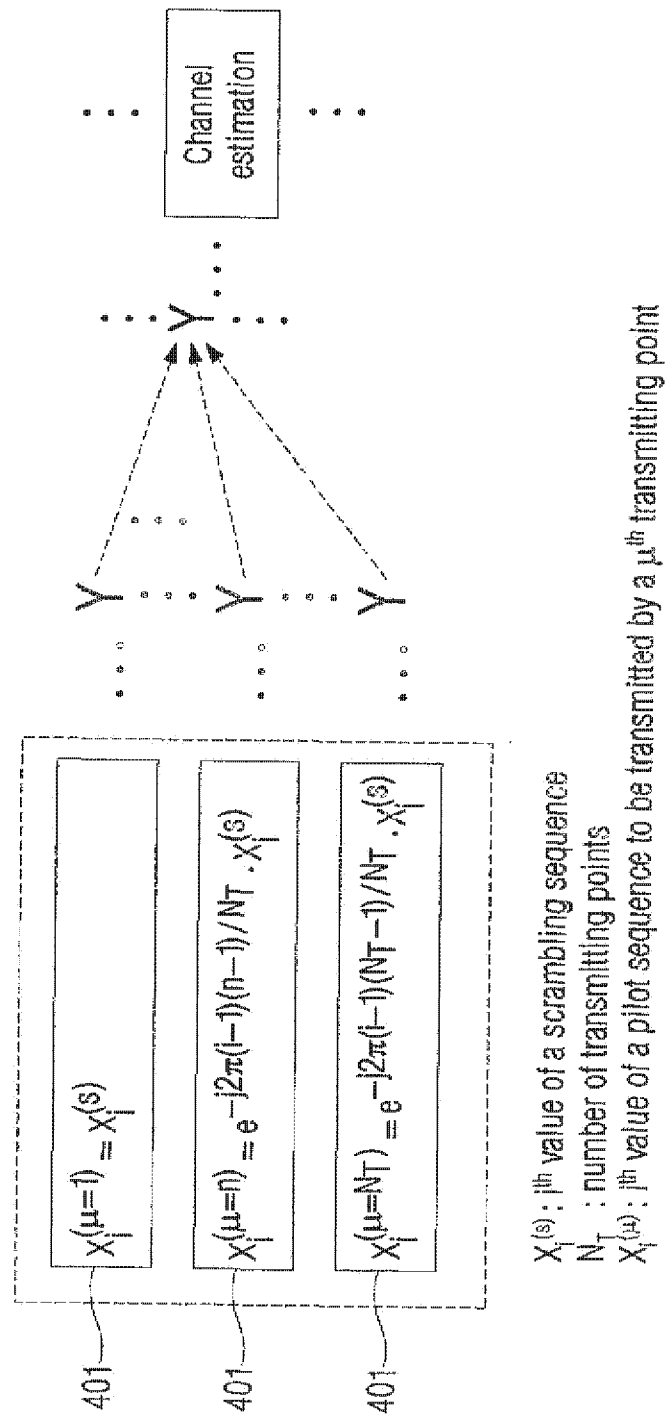 401
X_i^(μ=1) = X_i^(s)
401
X_i^(μ=n) = e^−j2π(i−1)(n−1)/N_T · X_i^(s)
401
X_i^(μ=N_T) = e^−j2π(i−1)(N_T−1)/N_T · X_i^(s)
Channel
estimation
X_i^(s) : i^th value of a scrambling sequence
N_T : number of transmitting points
X_i^(μ) : i^th value of a pilot sequence to be transmitted by a μ^th transmitting point